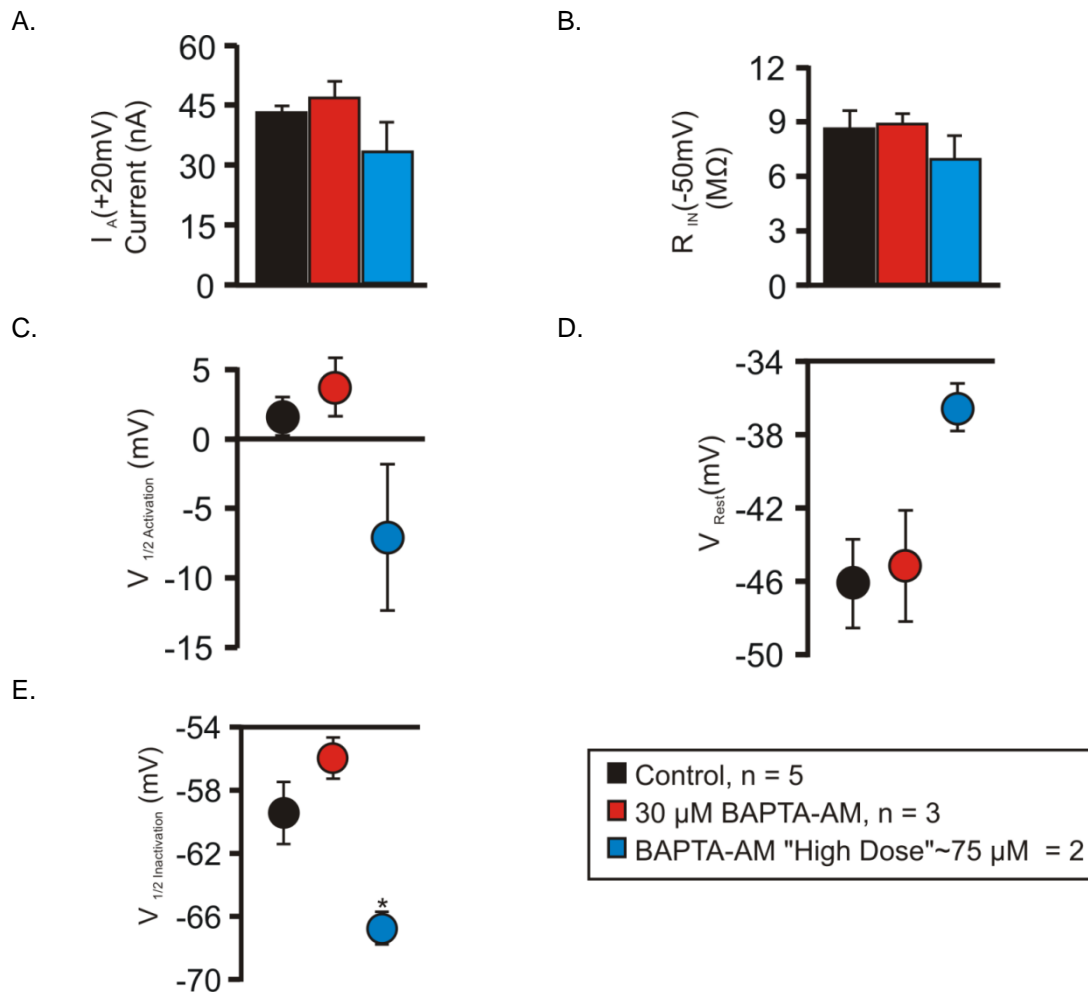 A.
60
45
30
15
0
I A(+20mV)
Current (nA)
B.
12
9
6
3
0
R IN(-50mV)
(MΩ)
C.
5
0
-5
-10
-15
V 1/2 Activation (mV)
D.
-34
-38
-42
-46
-50
V Rest(mV)
E.
-54
-58
-62
-66
-70
V 1/2 Inactivation (mV)
*
Control, n = 5
30 µM BAPTA-AM, n = 3
BAPTA-AM "High Dose"~75 µM = 2